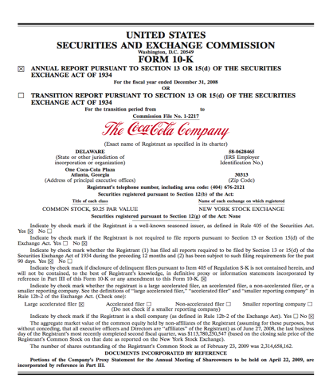 UNITED STATES
SECURITIES AND EXCHANGE COMMISSION
Washington, D.C. 20549
FORM 10-K
☒ ANNUAL REPORT PURSUANT TO SECTION 13 OR 15(d) OF THE SECURITIES
EXCHANGE ACT OF 1934
For the fiscal year ended December 31, 2008
OR
☐ TRANSITION REPORT PURSUANT TO SECTION 13 OR 15(d) OF THE SECURITIES
EXCHANGE ACT OF 1934
For the transition period from to
Commission File No. 1-2217
The Coca-Cola Company
(Exact name of Registrant as specified in its charter)
DELAWARE 58-0628465
(State or other jurisdiction of (IRS Employer
incorporation or organization) Identification No.)
One Coca-Cola Plaza
Atlanta, Georgia 30313
(Address of principal executive offices) (Zip Code)
Registrant's telephone number, including area code: (404) 676-2121
Securities registered pursuant to Section 12(b) of the Act:
Title of each class Name of each exchange on which registered
COMMON STOCK, $0.25 PAR VALUE NEW YORK STOCK EXCHANGE
Securities registered pursuant to Section 12(g) of the Act: None
Indicate by check mark if the Registrant is a well-known seasoned issuer, as defined in Rule 405 of the Securities Act.
Yes ☒ No ☐
Indicate by check mark if the Registrant is not required to file reports pursuant to Section 13 or Section 15(d) of the
Exchange Act. Yes ☐ No ☒
Indicate by check mark whether the Registrant (1) has filed all reports required to be filed by Section 13 or 15(d) of the
Securities Exchange Act of 1934 during the preceding 12 months and (2) has been subject to such filing requirements for the past
90 days. Yes ☒ No ☐
Indicate by check mark if disclosure of delinquent filers pursuant to Item 405 of Regulation S-K is not contained herein, and
will not be contained, to the best of Registrant's knowledge, in definitive proxy or information statements incorporated by
reference in Part III of this Form 10-K or any amendment to this Form 10-K. ☒
Indicate by check mark whether the registrant is a large accelerated filer, an accelerated filer, a non-accelerated filer, or a
smaller reporting company. See the definitions of "large accelerated filer," "accelerated filer" and "smaller reporting company" in
Rule 12b-2 of the Exchange Act. (Check one):
Large accelerated filer ☒ Accelerated filer ☐ Non-accelerated filer ☐ Smaller reporting company ☐
(Do not check if a smaller reporting company)
Indicate by check mark if the Registrant is a shell company (as defined in Rule 12b-2 of the Exchange Act). Yes ☐ No ☒
The aggregate market value of the common equity held by non-affiliates of the Registrant (assuming for these purposes, but
without conceding, that all executive officers and Directors are "affiliates" of the Registrant) as of June 27, 2008, the last business
day of the Registrant's most recently completed second fiscal quarter, was (based on the closing sale price of the
Registrant's Common Stock on that date as reported on the New York Stock Exchange).
The number of shares outstanding of the Registrant's Common Stock as of February 23, 2009 was 2,314,658,162.
DOCUMENTS INCORPORATED BY REFERENCE
Portions of the Company's Proxy Statement for the Annual Meeting of Shareowners to be held on April 22, 2009, are
incorporated by reference in Part III.